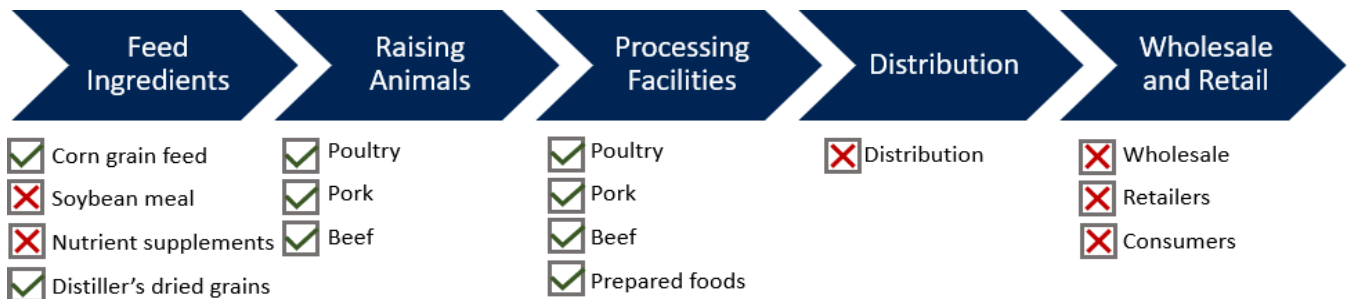 Feed
Ingredients
Raising
Animals
Processing
Facilities
Distribution
Wholesale
and Retail
Corn grain feed
Soybean meal
Nutrient supplements
Distiller's dried grains
Poultry
Pork
Beef
Poultry
Pork
Beef
Prepared foods
Distribution
Wholesale
Retailers
Consumers